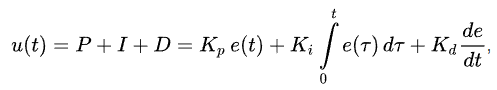 u(t) = P + I + D = K_p e(t) + K_i ∫_0^t e(τ) dτ + K_d de/dt,